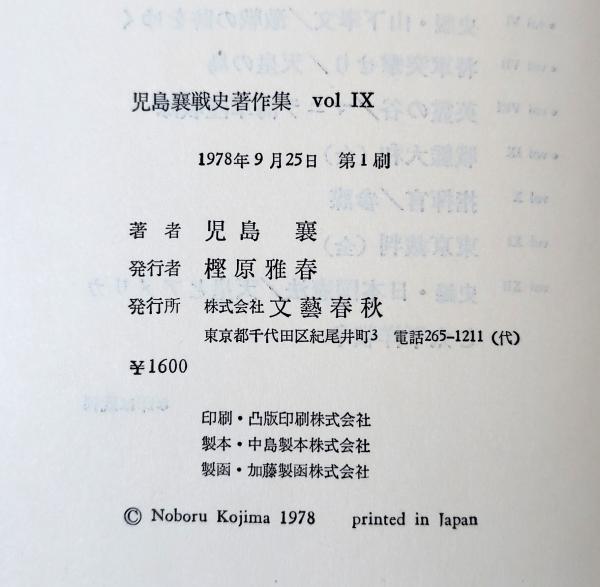 児島襄戦史著作集 vol IX
1978年9月25日 第1刷
著者 児島 襄
発行者 樫原雅春
発行所 株式会社 文藝春秋
東京都千代田区紀尾井町3 電話265-1211（代）
¥1600
印刷・凸版印刷株式会社
製本・中島製本株式会社
製函・加藤製函株式会社
© Noboru Kojima 1978 printed in Japan